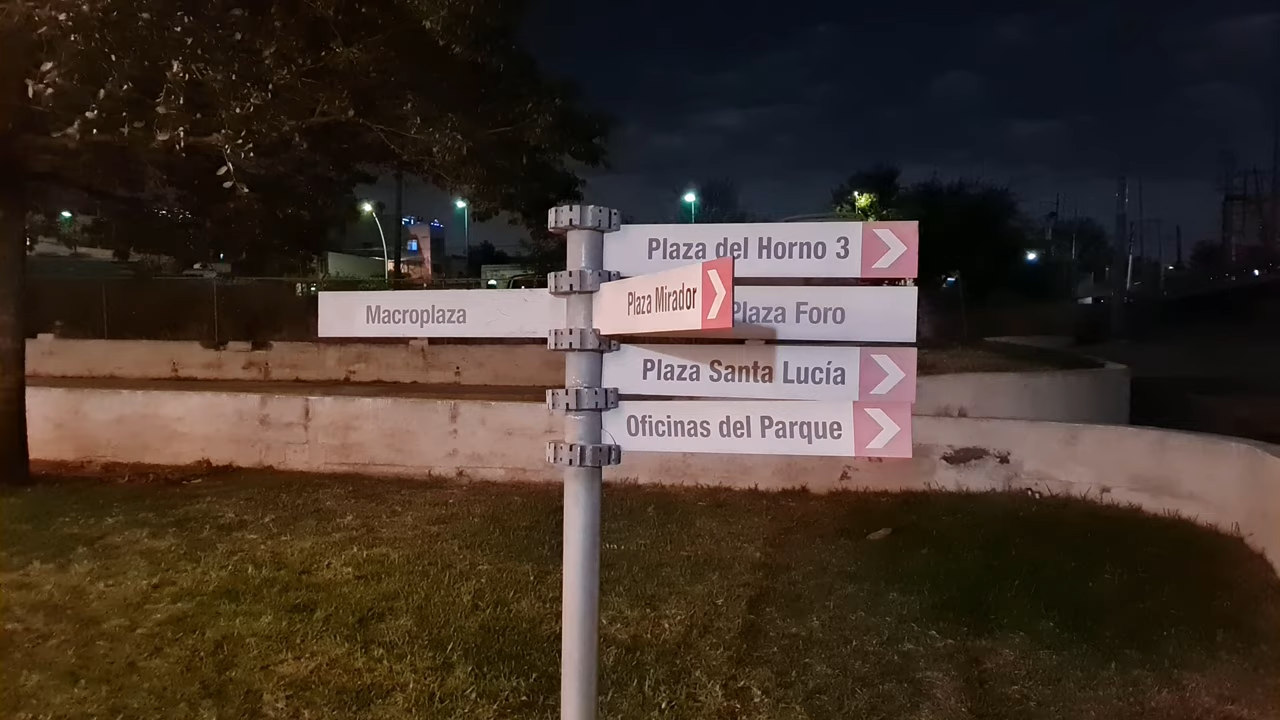 Plaza del Horno 3
Plaza Mirador
Macroplaza
Plaza Foro
Plaza Santa Lucía
Oficinas del Parque